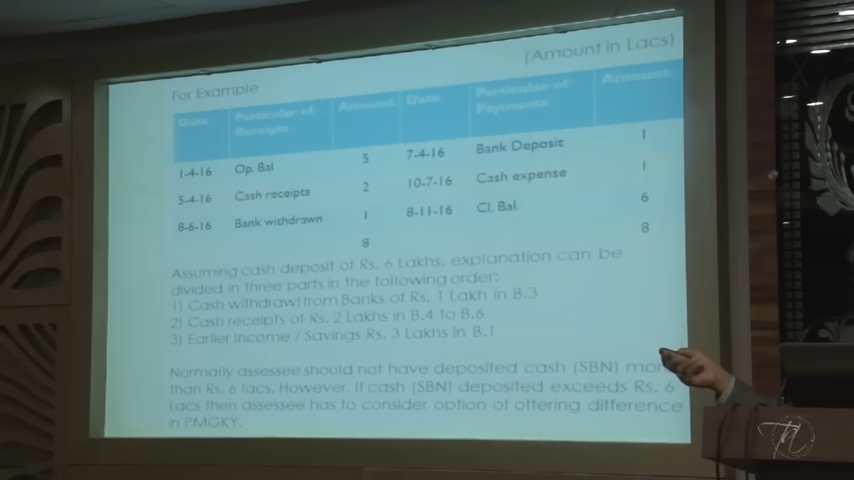 (Amount in Lacs)
For Example
Date Particular of Receipts Amount Date Particular of Payments Amount
1-4-16 Op. Bal 5 7-4-16 Bank Deposit 1
5-4-16 Cash receipts 2 10-7-16 Cash expense 1
8-6-16 Bank withdrawn 1 8-11-16 Cl. Bal. 6
8 8
Assuming cash deposit of Rs. 6 Lakhs, explanation can be
divided in three parts in the following order:
1) Cash withdrawl from Banks of Rs. 1 Lakh in B.3
2) Cash receipts of Rs. 2 Lakhs in B.4 to B.6
3) Earlier Income / Savings Rs. 3 Lakhs in B.1
Normally assessee should not have deposited cash (SBN) mor
than Rs. 6 lacs. However, if cash (SBN) deposited exceeds Rs. 6
Lacs then assessee has to consider option of offering difference
in PMGKY.